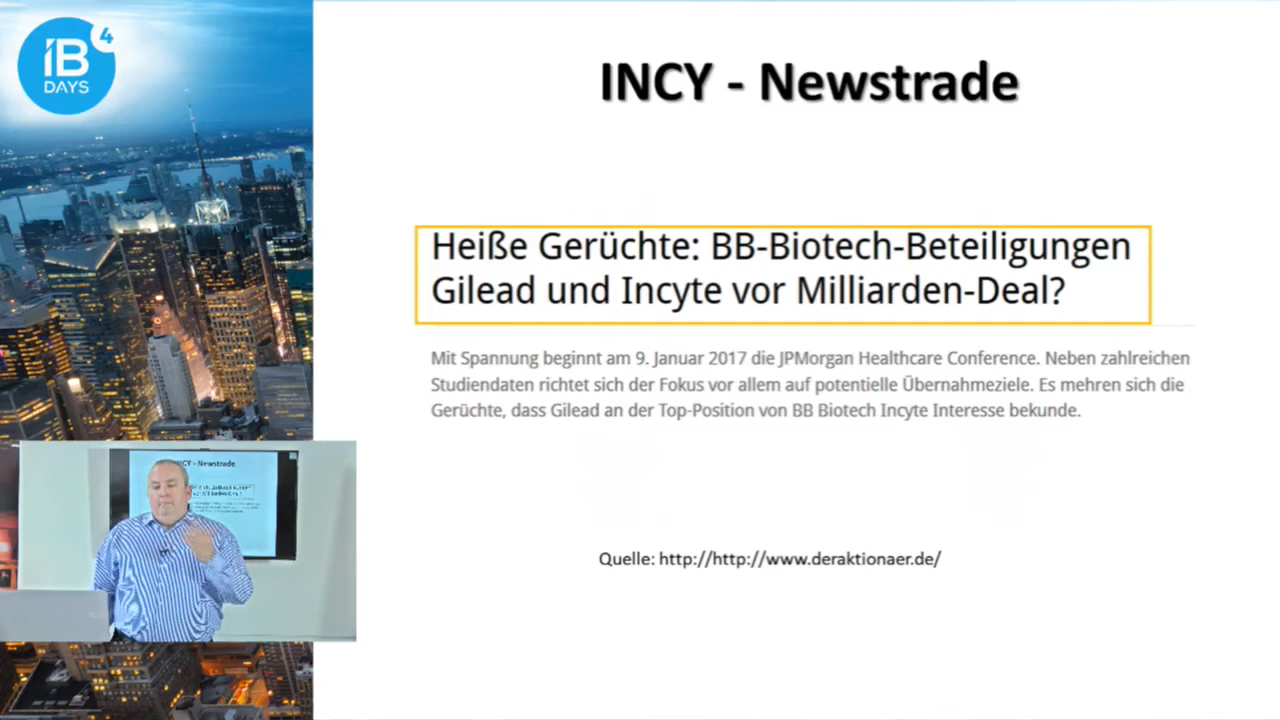 4
IB
DAYS
INCY - Newstrade
Heiße Gerüchte: BB-Biotech-Beteiligungen
Gilead und Incyte vor Milliarden-Deal?
Mit Spannung beginnt am 9. Januar 2017 die JPMorgan Healthcare Conference. Neben zahlreichen
Studiendaten richtet sich der Fokus vor allem auf potentielle Übernahmeziele. Es mehren sich die
Gerüchte, dass Gilead an der Top-Position von BB Biotech Incyte Interesse bekunde.
Quelle: http://http://www.deraktionaer.de/
- Newstrade